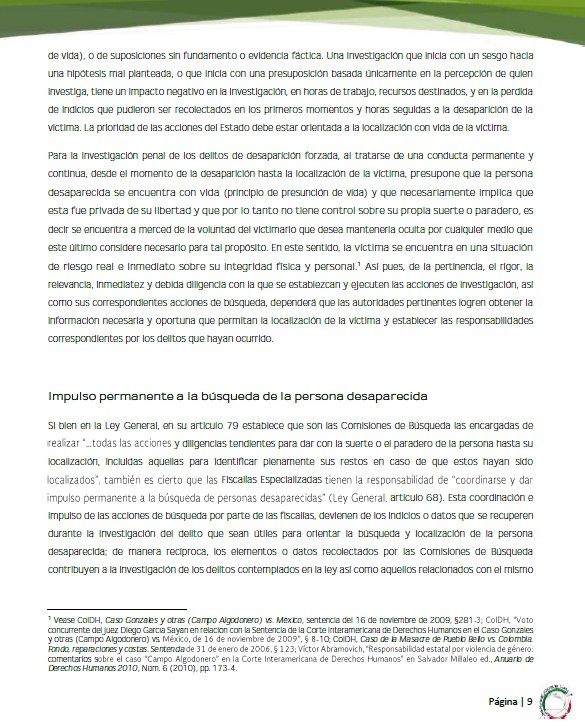 de vida), o de suposiciones sin fundamento o evidencia fáctica. Una investigación que inicia con un sesgo hacia
una hipótesis mal planteada, o que inicia con una presuposición basada únicamente en la percepción de quien
investiga, tiene un impacto negativo en la investigación, en horas de trabajo, recursos destinados, y en la perdida
de indicios que pudieron ser recolectados en los primeros momentos y horas seguidas a la desaparición de la
víctima. La prioridad de las acciones del Estado debe estar orientada a la localización con vida de la víctima.
Para la investigación penal de los delitos de desaparición forzada, al tratarse de una conducta permanente y
continua, desde el momento de la desaparición hasta la localización de la víctima, presupone que la persona
desaparecida se encuentra con vida (principio de presunción de vida) y que necesariamente implica que
esta fue privada de su libertad y que por lo tanto no tiene control sobre su propia suerte o paradero, es
decir se encuentra a merced de la voluntad del victimario que desea mantenerla oculta por cualquier medio que
este último considere necesario para tal propósito. En este sentido, la víctima se encuentra en una situación
de riesgo real e inmediato sobre su integridad física y personal.¹ Así pues, de la pertinencia, el rigor, la
relevancia, inmediatez y debida diligencia con la que se establezcan y ejecuten las acciones de investigación, así
como sus correspondientes acciones de búsqueda, dependerá que las autoridades pertinentes logren obtener la
información necesaria y oportuna que permitan la localización de la víctima y establecer las responsabilidades
correspondientes por los delitos que hayan ocurrido.
Impulso permanente a la búsqueda de la persona desaparecida
Si bien en la Ley General, en su artículo 79 establece que son las Comisiones de Búsqueda las encargadas de
realizar "...todas las acciones y diligencias tendientes para dar con la suerte o el paradero de la persona hasta su
localización, incluidas aquellas para identificar plenamente sus restos en caso de que estos hayan sido
localizados", también es cierto que las Fiscalías Especializadas tienen la responsabilidad de "coordinarse y dar
impulso permanente a la búsqueda de personas desaparecidas" (Ley General, artículo 68). Esta coordinación e
impulso de las acciones de búsqueda por parte de las fiscalías, devienen de los indicios o datos que se recuperen
durante la investigación del delito que sean útiles para orientar la búsqueda y localización de la persona
desaparecida; de manera recíproca, los elementos o datos recolectados por las Comisiones de Búsqueda
contribuyen a la investigación de los delitos contemplados en la ley así como aquellos relacionados con el mismo
¹ Vease CoIDH, Caso Gonzales y otras (Campo Algodonero) vs. Mexico, sentencia del 16 de noviembre de 2009, §281-3; CoIDH, "Voto
concurrente del juez Diego García Sayan en relación con la Sentencia de la Corte Interamericana de Derechos Humanos en el Caso Gonzales
y otras (Campo Algodonero) vs. México, de 16 de noviembre de 2009", § 8-10; CoIDH, Caso de la Masacre de Pueblo Bello vs. Colombia.
Fondo, reparaciones y costas. Sentencia de 31 de enero de 2006, § 123; Víctor Abramovich, "Responsabilidad estatal por violencia de género:
comentarios sobre el caso "Campo Algodonero" en la Corte Interamericana de Derechos Humanos" en Salvador Millaleo ed., Anuario de
Derechos Humanos 2010, Núm. 6 (2010), pp. 173-4.
Página | 9